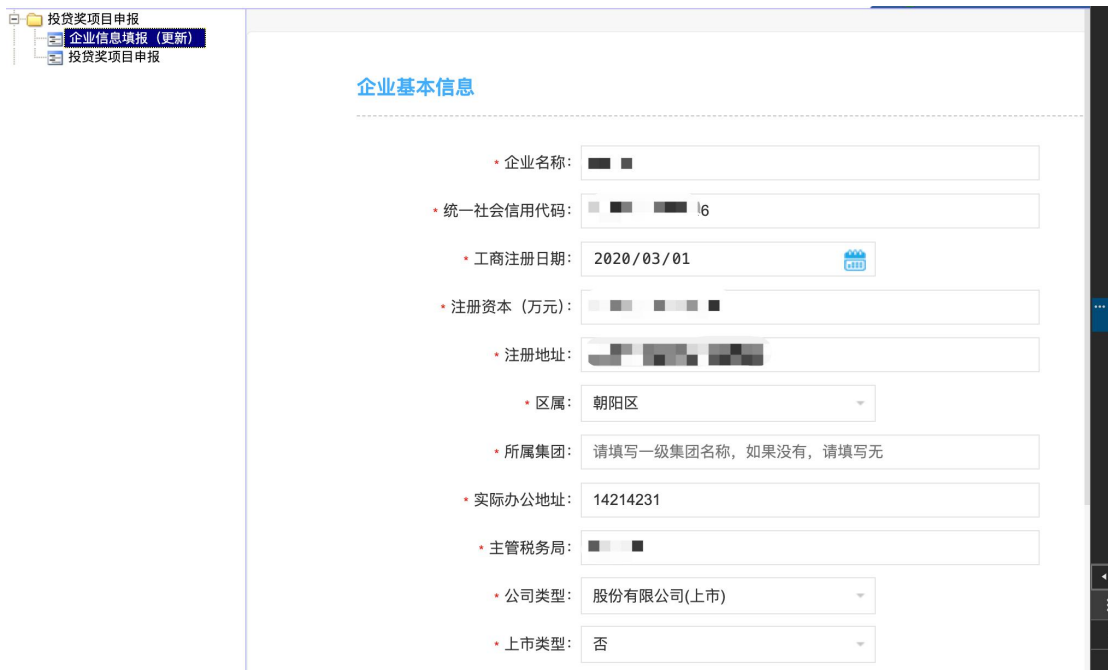 投贷奖项目申报
企业信息填报（更新）
投贷奖项目申报
企业基本信息
* 企业名称：
* 统一社会信用代码： 6
* 工商注册日期： 2020/03/01
* 注册资本（万元）：
* 注册地址：
* 区属： 朝阳区
* 所属集团： 请填写一级集团名称，如果没有，请填写无
* 实际办公地址： 14214231
* 主管税务局：
* 公司类型： 股份有限公司(上市)
* 上市类型： 否